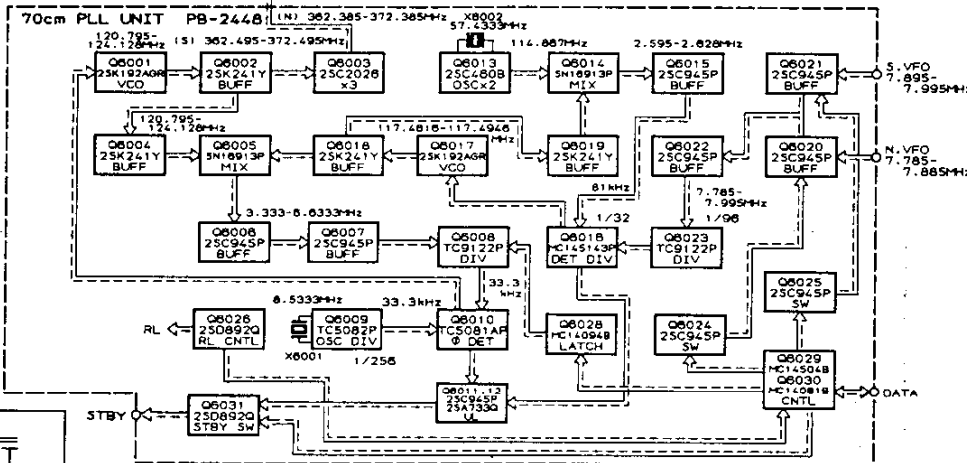 70cm PLL UNIT PB-2448
(N) 362.385-372.385MHz
(S) 362.495-372.495MHz
120.795-
124.128MHz
X6002
57.4333MHz
114.867MHz
2.595-2.628MHz
Q6001
2SK192AGR
VCO
Q6002
2SK241Y
BUFF
Q6003
2SC2026
x3
Q6013
2SC460B
OSCx2
Q6014
SN16913P
MIX
Q6015
2SC945P
BUFF
Q6021
2SC945P
BUFF
S.VFO
7.895-
7.995MHz
120.795-
124.128MHz
117.4616-117.4946
MHz
Q6004
2SK241Y
BUFF
Q6005
SN16913P
MIX
Q6018
2SK241Y
BUFF
Q6017
2SK192AGR
VCO
Q6019
2SK241Y
BUFF
Q6022
2SC945P
BUFF
Q6020
2SC945P
BUFF
N.VFO
7.785-
7.885MHz
81kHz
7.785-
7.995MHz
3.333-6.6333MHz
1/32
1/96
Q6006
2SC945P
BUFF
Q6007
2SC945P
BUFF
Q6008
TC9122P
DIV
Q6016
MC145143P
DET DIV
Q6023
TC9122P
DIV
33.3
kHz
8.5333MHz
33.3kHz
Q6025
2SC945P
SW
RL
Q6026
2SD892Q
RL CNTL
X6001
Q6009
TC5082P
OSC DIV
1/256
Q6010
TC5081AP
Φ DET
Q6028
MC14094B
LATCH
Q6024
2SC945P
SW
Q6029
MC14504B
Q6030
MC14081B
CNTL
DATA
STBY
Q6031
2SD892Q
STBY SW
Q6011.12
2SC945P
2SA733Q
UL
T